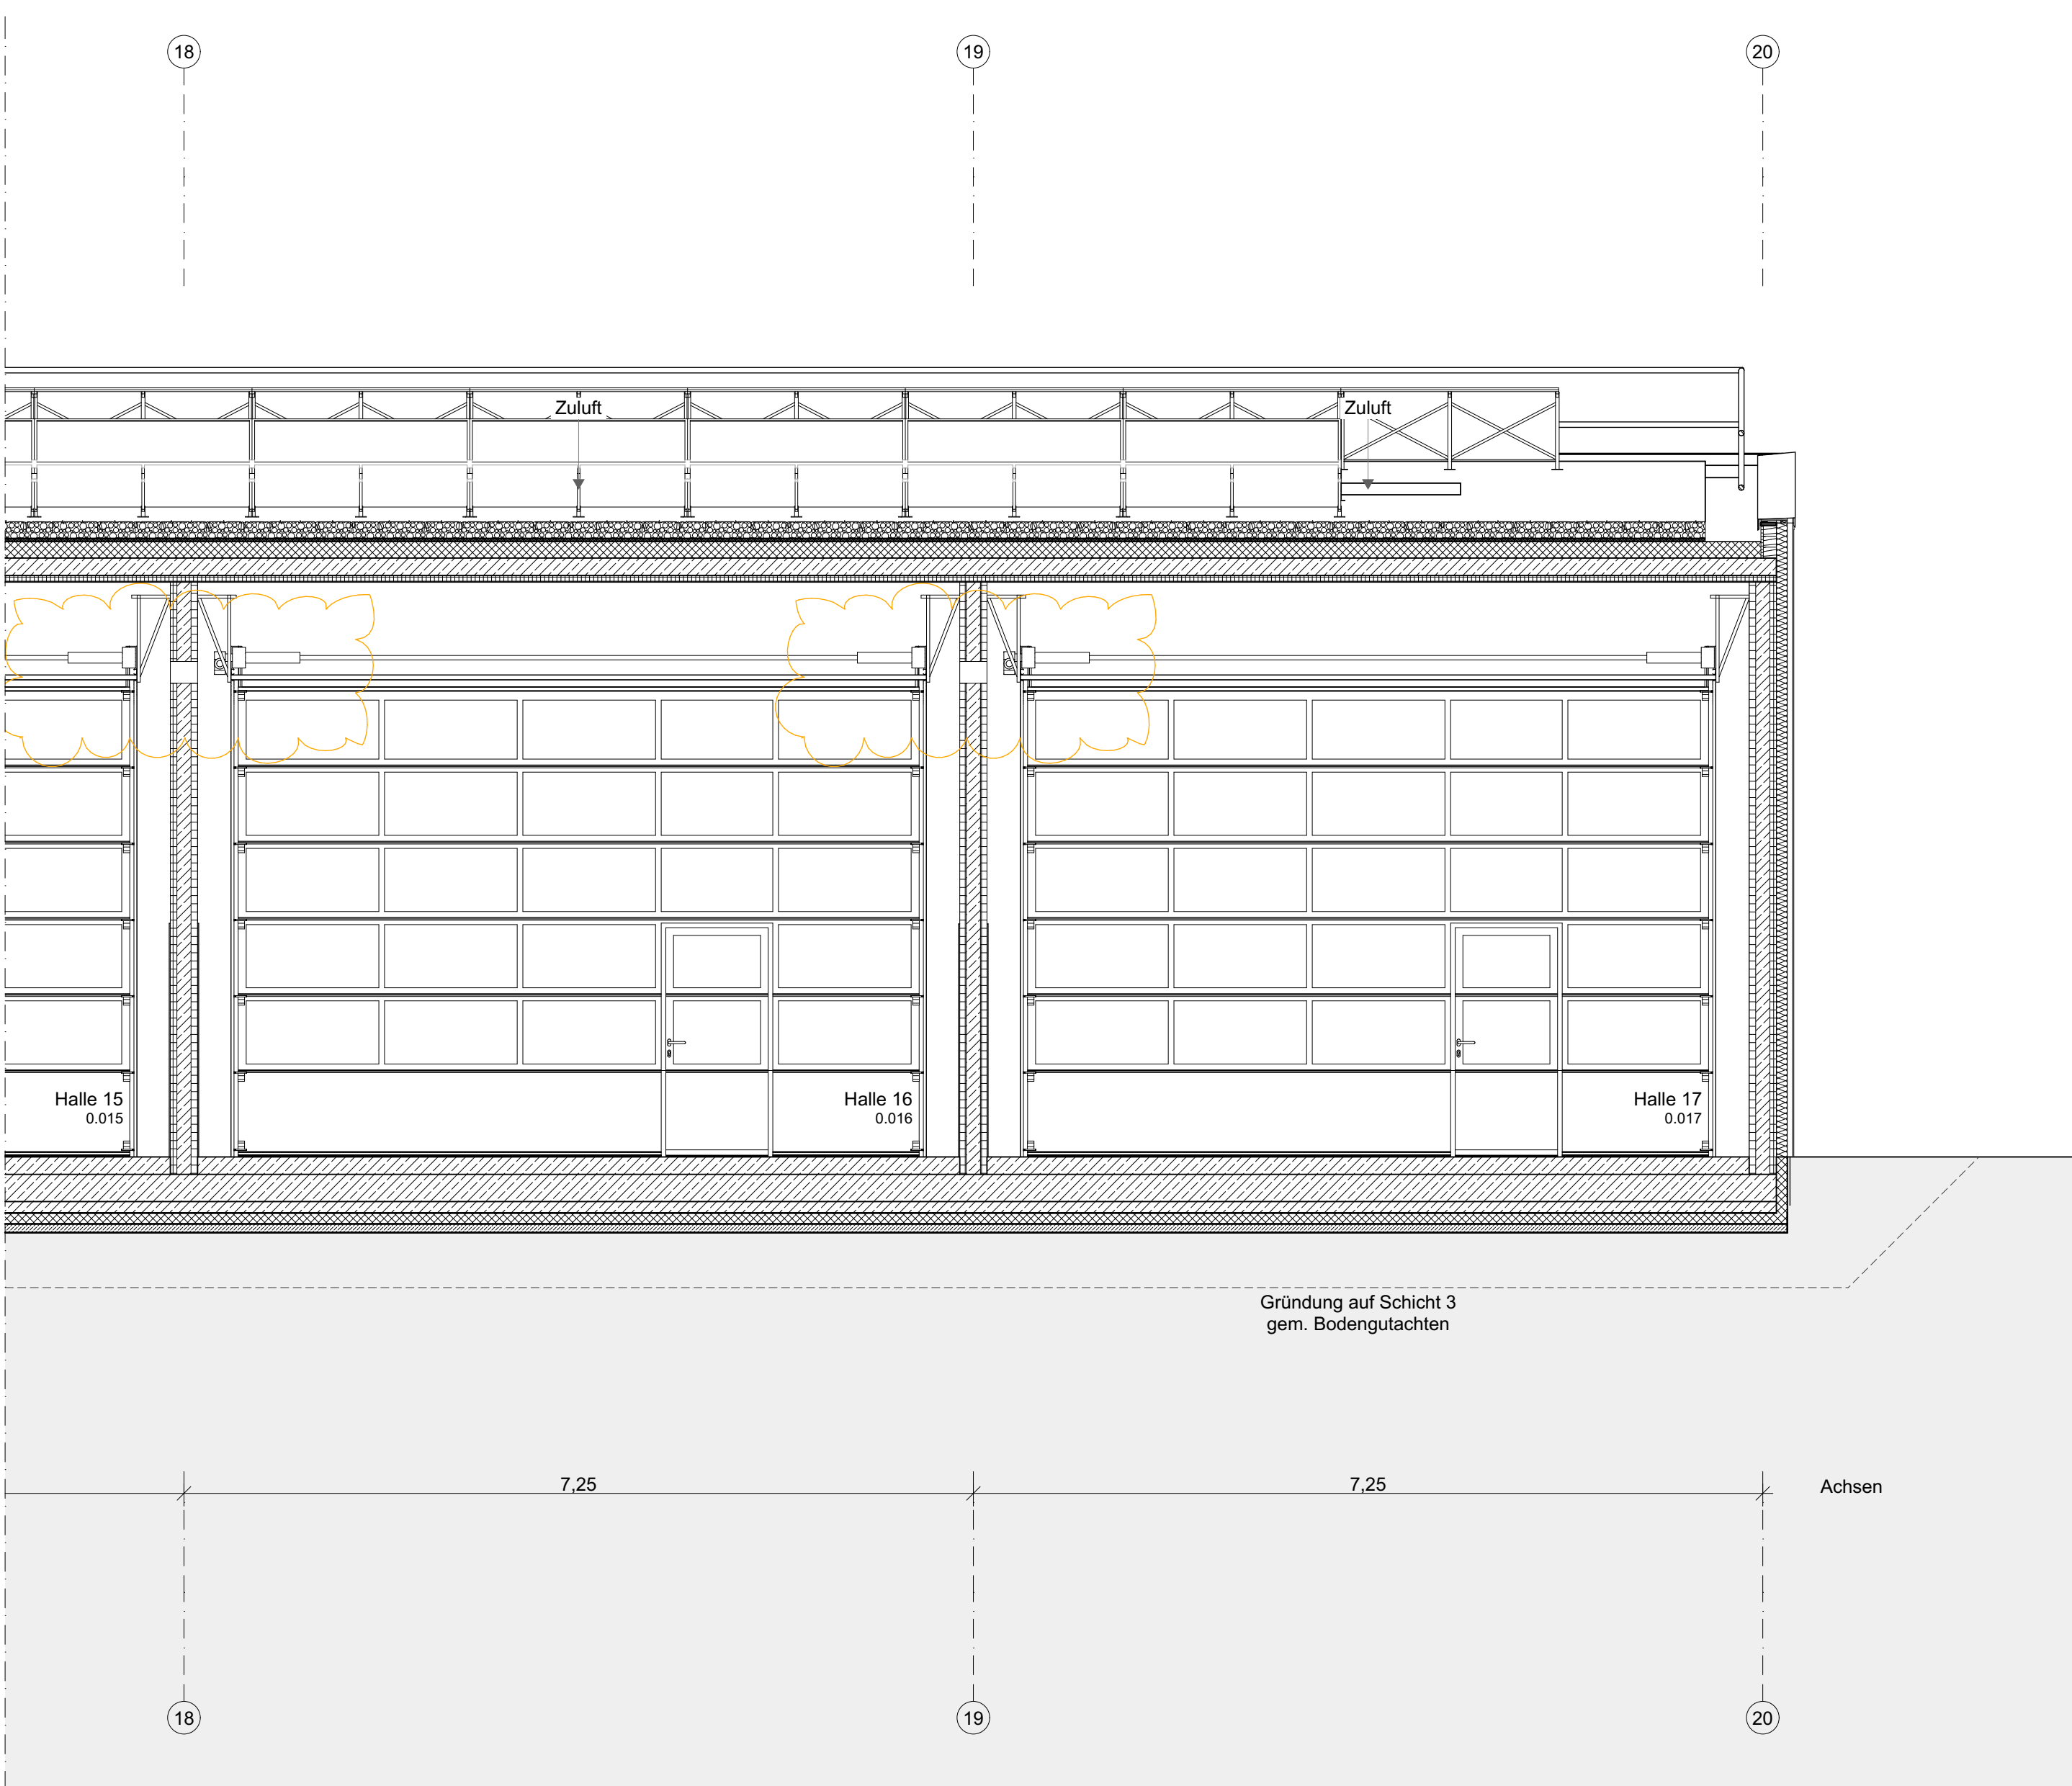 18
19
20
Zuluft
Zuluft
Halle 15
0.015
Halle 16
0.016
Halle 17
0.017
Gründung auf Schicht 3
gem. Bodengutachten
7,25
7,25
Achsen
18
19
20